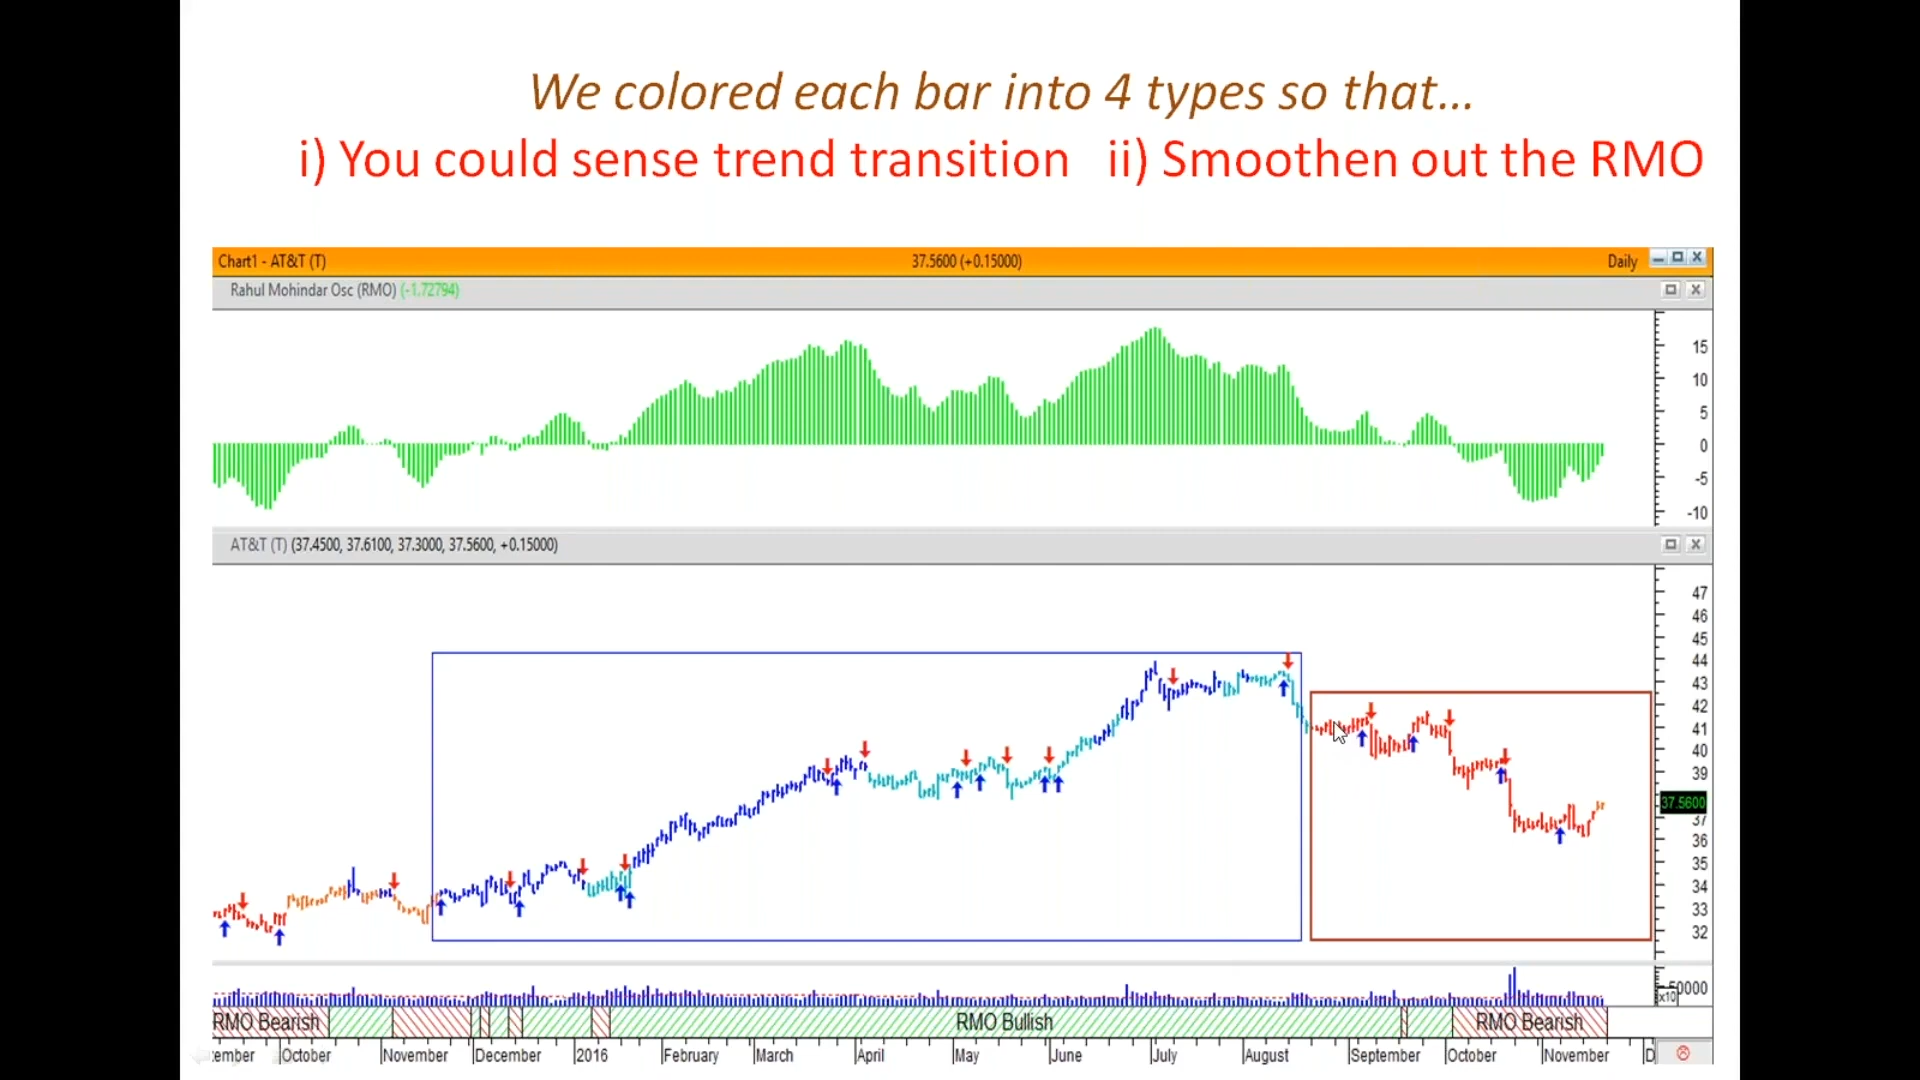 We colored each bar into 4 types so that...
i) You could sense trend transition ii) Smoothen out the RMO
Chart1 - AT&T (T) 37.5600 (+0.15000) Daily
Rahul Mohindar Osc (RMO) (-1.72794)
15
10
5
0
-5
-10
AT&T (T) (37.4500, 37.6100, 37.3000, 37.5600, +0.15000)
47
46
45
44
43
42
41
40
39
37.5600
37
36
35
34
33
32
50000
x10
RMO Bearish RMO Bullish RMO Bearish
tember October November December 2016 February March April May June July August September October November D